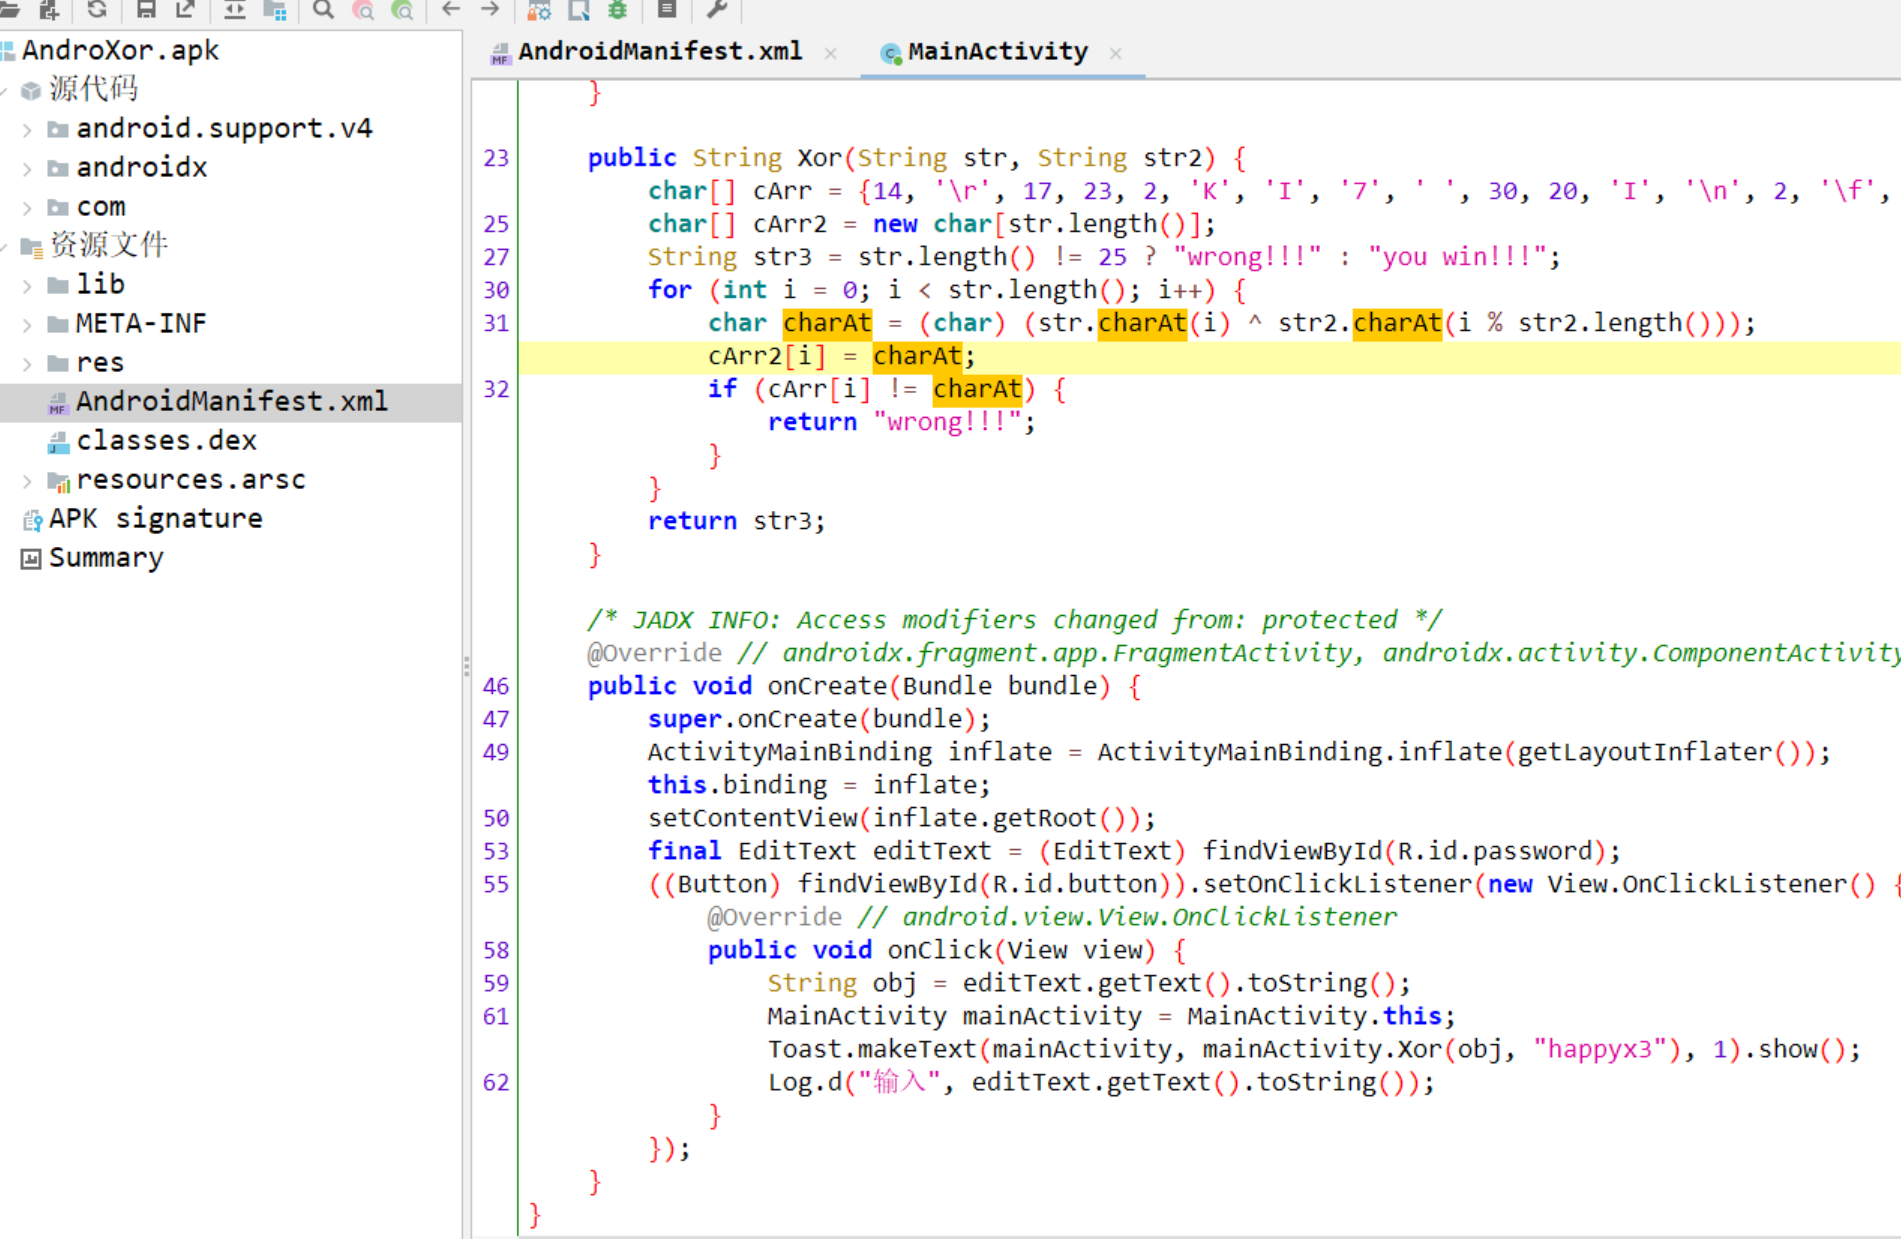 AndroXor.apk
源代码
android.support.v4
androidx
com
资源文件
lib
META-INF
res
AndroidManifest.xml
classes.dex
resources.arsc
APK signature
Summary
AndroidManifest.xml
MainActivity
}
23 public String Xor(String str, String str2) {
char[] cArr = {14, '\r', 17, 23, 2, 'K', 'I', '7', ' ', 30, 20, 'I', '\n', 2, '\f',
25 char[] cArr2 = new char[str.length()];
27 String str3 = str.length() != 25 ? "wrong!!!" : "you win!!!";
30 for (int i = 0; i < str.length(); i++) {
31 char charAt = (char) (str.charAt(i) ^ str2.charAt(i % str2.length()));
cArr2[i] = charAt;
32 if (cArr[i] != charAt) {
return "wrong!!!";
}
}
return str3;
}
/* JADX INFO: Access modifiers changed from: protected */
@Override // androidx.fragment.app.FragmentActivity, androidx.activity.ComponentActivity
46 public void onCreate(Bundle bundle) {
47 super.onCreate(bundle);
49 ActivityMainBinding inflate = ActivityMainBinding.inflate(getLayoutInflater());
this.binding = inflate;
50 setContentView(inflate.getRoot());
53 final EditText editText = (EditText) findViewById(R.id.password);
55 ((Button) findViewById(R.id.button)).setOnClickListener(new View.OnClickListener() {
@Override // android.view.View.OnClickListener
58 public void onClick(View view) {
59 String obj = editText.getText().toString();
61 MainActivity mainActivity = MainActivity.this;
Toast.makeText(mainActivity, mainActivity.Xor(obj, "happyx3"), 1).show();
62 Log.d("输入", editText.getText().toString());
}
});
}
}